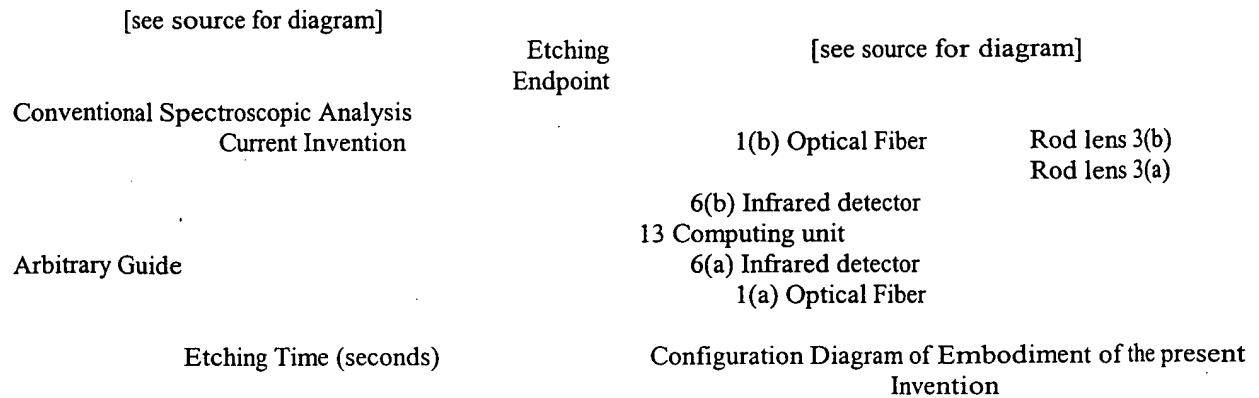 [see source for diagram]
Etching
Endpoint
Conventional Spectroscopic Analysis
Current Invention
Arbitrary Guide
Etching Time (seconds)
[see source for diagram]
1(b) Optical Fiber
Rod lens 3(b)
Rod lens 3(a)
6(b) Infrared detector
13 Computing unit
6(a) Infrared detector
1(a) Optical Fiber
Configuration Diagram of Embodiment of the present
Invention